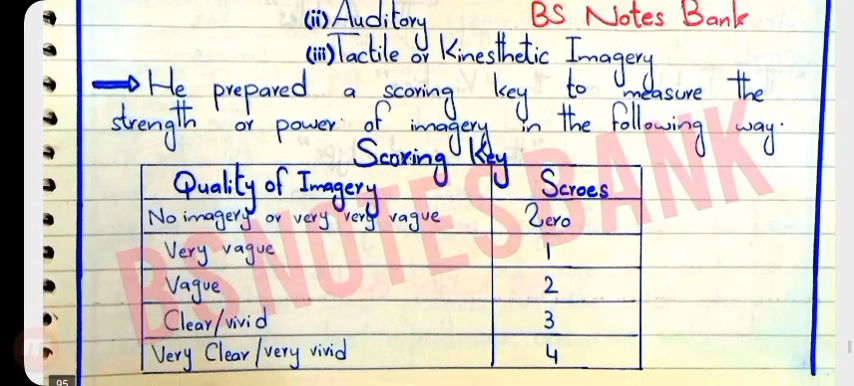 (ii) Auditory BS Notes Bank
(iii) Tactile or Kinesthetic Imagery
He prepared a scoring key to measure the
strength or power of imagery in the following way.
Scoring Key
Quality of Imagery Scroes
No imagery or very very vague Zero
Very vague 1
Vague 2
Clear/vivid 3
Very Clear/very vivid 4
BSNOTESBANK
95